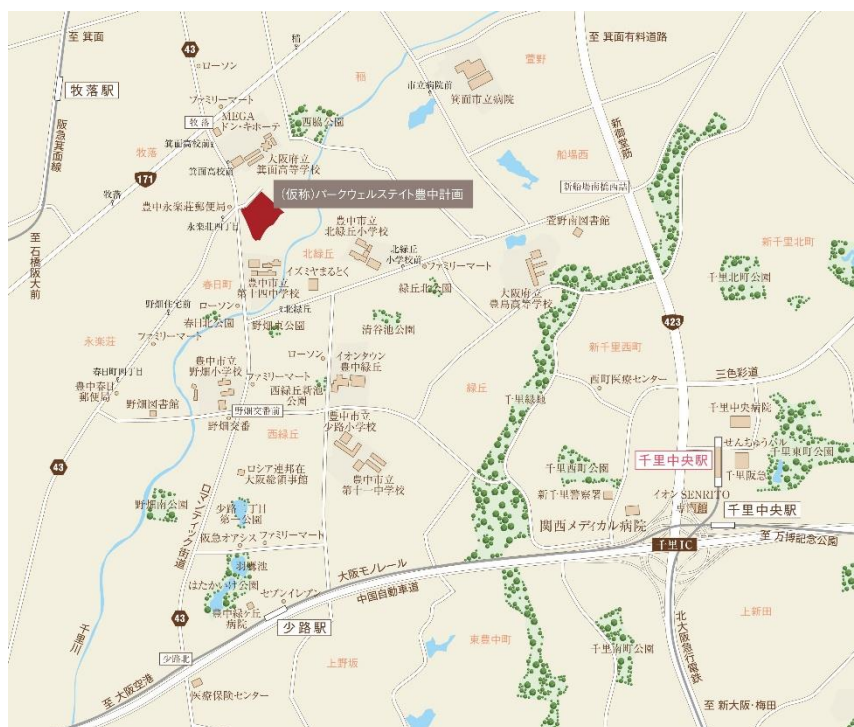 至 箕面
43
ローソン
稲
稲
萱野
至 箕面有料道路
牧落駅
ファミリーマート
市立病院前
箕面市立病院
阪急箕面線
牧落
MEGA
ドン・キホーテ
西脇公園
新御堂筋
箕面高校前
大阪府立
箕面高等学校
牧落
船場西
171
箕面高校前
牧落
(仮称)パークウェルステイト豊中計画
新船場南橋西詰
豊中永楽荘郵便局
永楽荘四丁目
豊中市立
北緑丘小学校
萱野南図書館
至 石橋阪大前
北緑丘
北緑丘
小学校前
ファミリーマート
新千里北町
春日町
イズミヤまるとく
豊中市立
第十四中学校
大阪府立
豊島高等学校
千里北町公園
野畑住宅前
ローソン
北緑丘
緑丘北公園
春日北公園
野畑東公園
清谷池公園
423
永楽荘
ファミリーマート
ローソン
イオンタウン
豊中緑丘
新千里西町
春日町四丁目
豊中市立
野畑小学校
緑丘
三色彩道
豊中春日
郵便局
ファミリーマート
西緑丘新池
公園
西町医療センター
野畑図書館
野畑交番前
野畑交番
豊中市立
少路小学校
千里緑地
千里中央病院
せんちゅうパル
西緑丘
千里東町公園
43
ロシア連邦在
大阪総領事館
豊中市立
第十一中学校
千里西町公園
千里中央駅
千里阪急
野畑南公園
ロマンティック街道
少路二丁目
第一公園
新千里警察署
イオン SENRITO
専門館
千里中央駅
関西メディカル病院
阪急オアシス
ファミリーマート
千里IC
至 万博記念公園
羽鷹池
はたかいけ公園
大阪モノレール
中国自動車道
セブンイレブン
豊中緑ヶ丘
病院
43
少路駅
上新田
千里川
東豊中町
北大阪急行電鉄
少路北
上野坂
千里南町公園
至 大阪空港
医療保険センター
至 新大阪・梅田